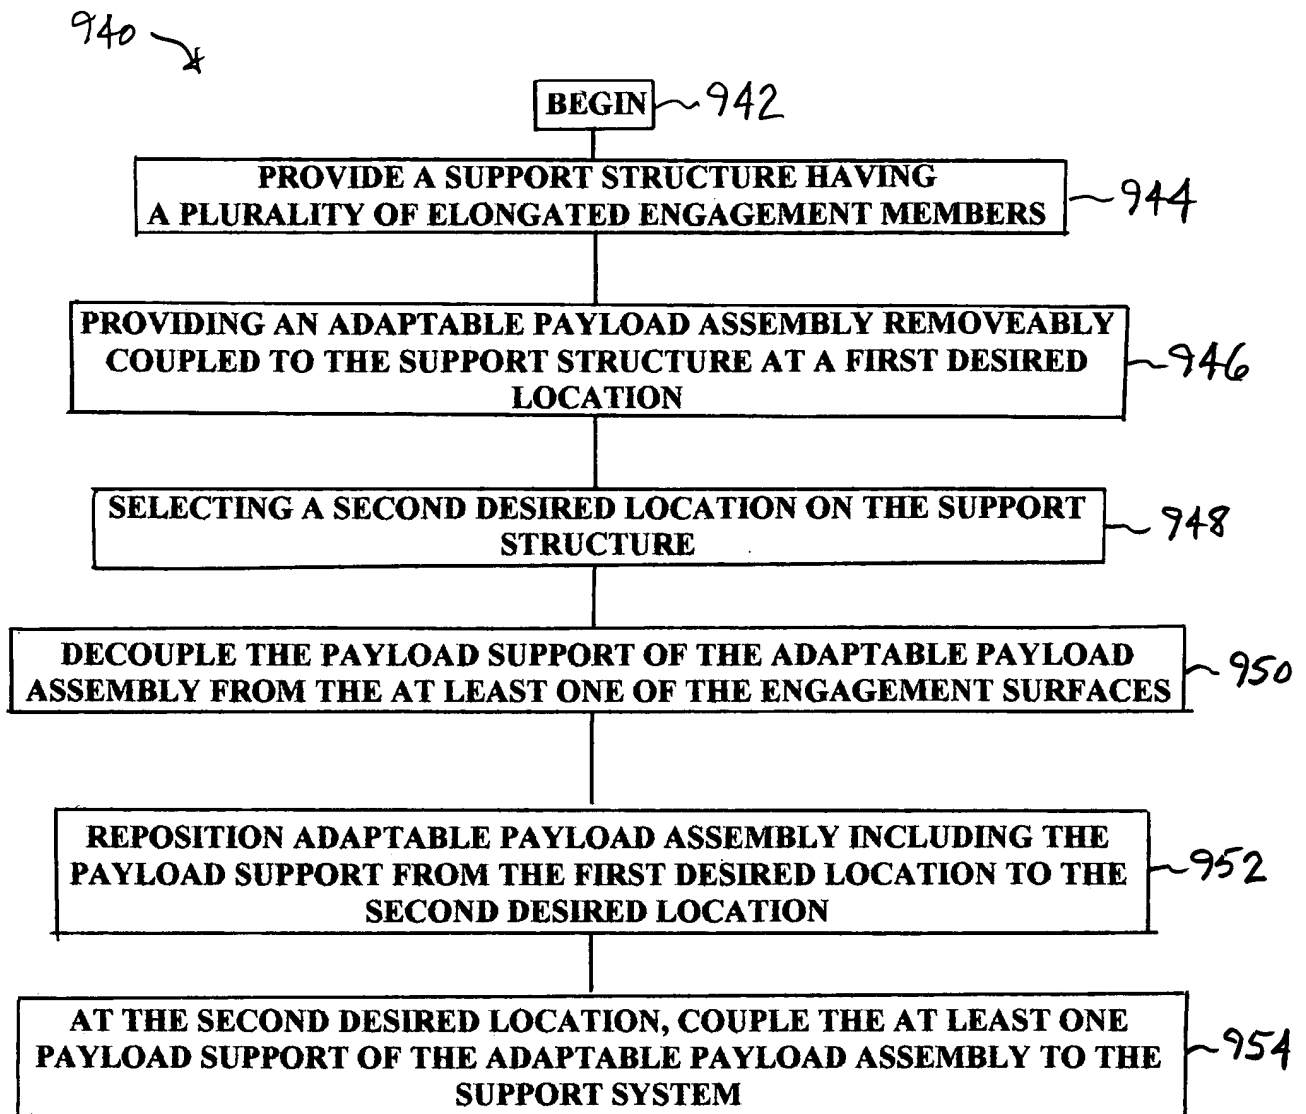 940
BEGIN 942
PROVIDE A SUPPORT STRUCTURE HAVING
A PLURALITY OF ELONGATED ENGAGEMENT MEMBERS 944
PROVIDING AN ADAPTABLE PAYLOAD ASSEMBLY REMOVEABLY
COUPLED TO THE SUPPORT STRUCTURE AT A FIRST DESIRED 946
LOCATION
SELECTING A SECOND DESIRED LOCATION ON THE SUPPORT 948
STRUCTURE
DECOUPLE THE PAYLOAD SUPPORT OF THE ADAPTABLE PAYLOAD 950
ASSEMBLY FROM THE AT LEAST ONE OF THE ENGAGEMENT SURFACES
REPOSITION ADAPTABLE PAYLOAD ASSEMBLY INCLUDING THE
PAYLOAD SUPPORT FROM THE FIRST DESIRED LOCATION TO THE 952
SECOND DESIRED LOCATION
AT THE SECOND DESIRED LOCATION, COUPLE THE AT LEAST ONE
PAYLOAD SUPPORT OF THE ADAPTABLE PAYLOAD ASSEMBLY TO THE 954
SUPPORT SYSTEM